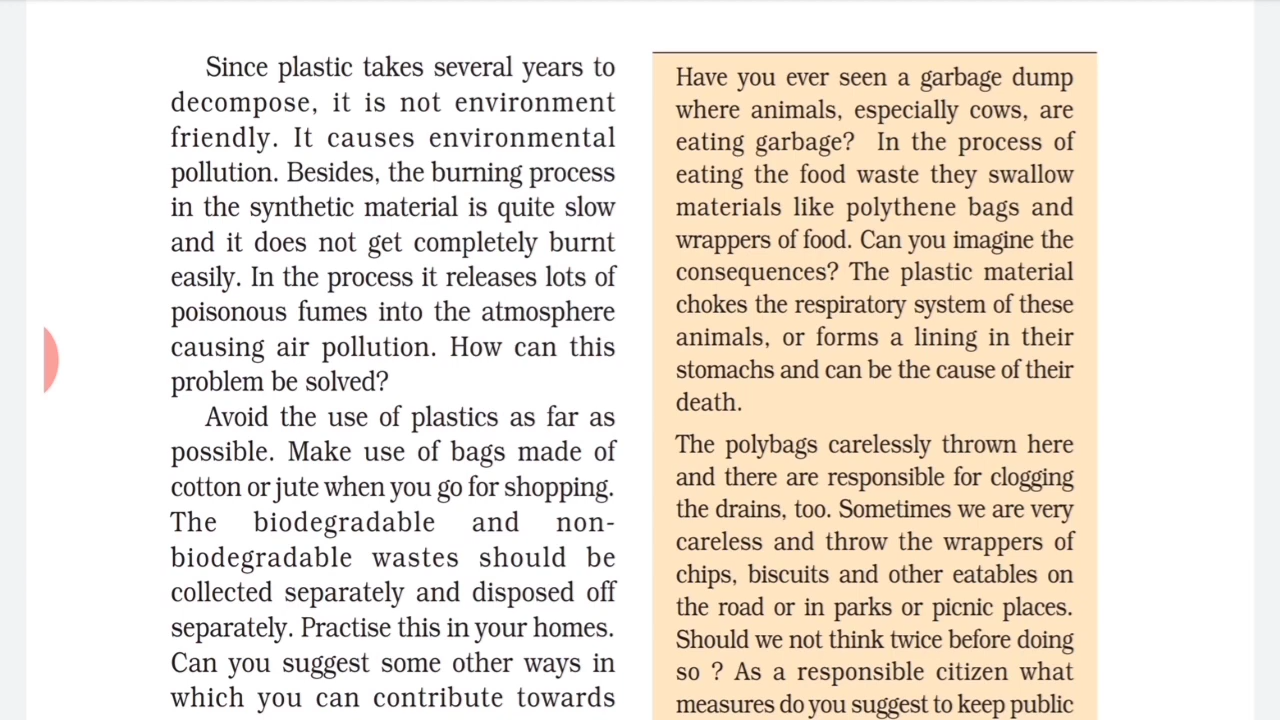 Since plastic takes several years to
decompose, it is not environment
friendly. It causes environmental
pollution. Besides, the burning process
in the synthetic material is quite slow
and it does not get completely burnt
easily. In the process it releases lots of
poisonous fumes into the atmosphere
causing air pollution. How can this
problem be solved?
Avoid the use of plastics as far as
possible. Make use of bags made of
cotton or jute when you go for shopping.
The biodegradable and non-
biodegradable wastes should be
collected separately and disposed off
separately. Practise this in your homes.
Can you suggest some other ways in
which you can contribute towards
Have you ever seen a garbage dump
where animals, especially cows, are
eating garbage? In the process of
eating the food waste they swallow
materials like polythene bags and
wrappers of food. Can you imagine the
consequences? The plastic material
chokes the respiratory system of these
animals, or forms a lining in their
stomachs and can be the cause of their
death.
The polybags carelessly thrown here
and there are responsible for clogging
the drains, too. Sometimes we are very
careless and throw the wrappers of
chips, biscuits and other eatables on
the road or in parks or picnic places.
Should we not think twice before doing
so ? As a responsible citizen what
measures do you suggest to keep public